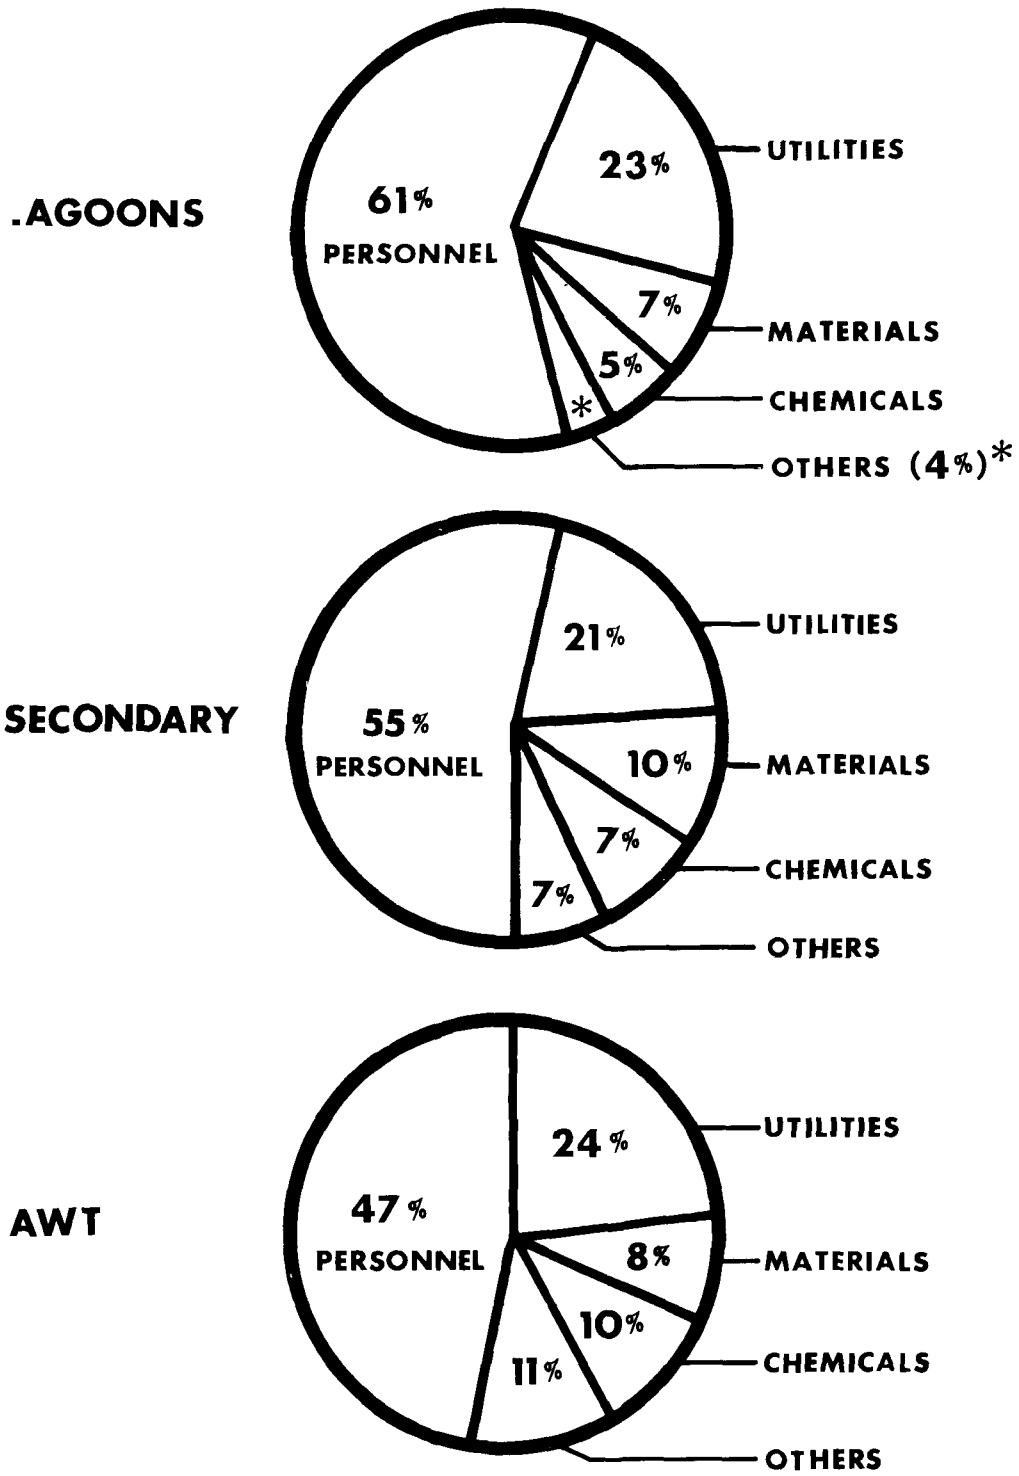 .AGOONS
61%
PERSONNEL
23%
UTILITIES
7%
MATERIALS
5%
CHEMICALS
*
OTHERS (4%)*
SECONDARY
55%
PERSONNEL
21%
UTILITIES
10%
MATERIALS
7%
CHEMICALS
7%
OTHERS
AWT
47%
PERSONNEL
24%
UTILITIES
8%
MATERIALS
10%
CHEMICALS
11%
OTHERS